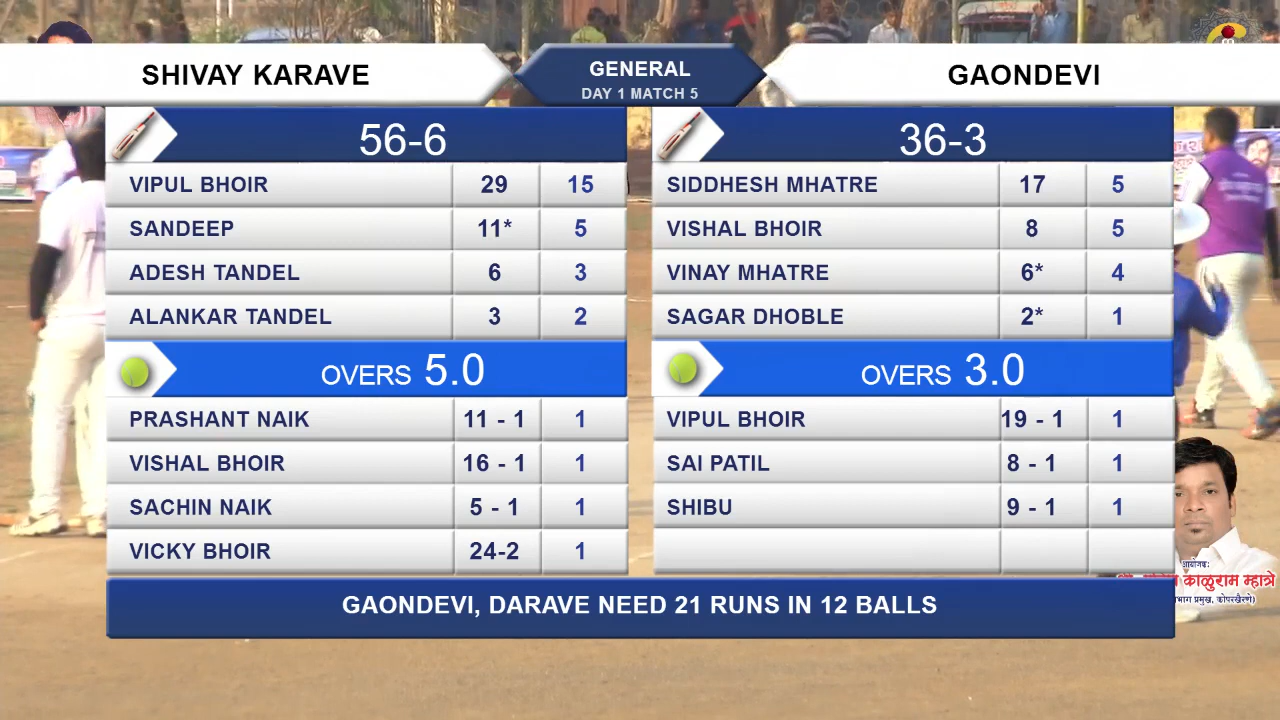 SHIVAY KARAVE
GENERAL
DAY 1 MATCH 5
GAONDEVI
56-6
VIPUL BHOIR 29 15
SANDEEP 11* 5
ADESH TANDEL 6 3
ALANKAR TANDEL 3 2
OVERS 5.0
PRASHANT NAIK 11 - 1 1
VISHAL BHOIR 16 - 1 1
SACHIN NAIK 5 - 1 1
VICKY BHOIR 24-2 1
36-3
SIDDHESH MHATRE 17 5
VISHAL BHOIR 8 5
VINAY MHATRE 6* 4
SAGAR DHOBLE 2* 1
OVERS 3.0
VIPUL BHOIR 19 - 1 1
SAI PATIL 8 - 1 1
SHIBU 9 - 1 1
GAONDEVI, DARAVE NEED 21 RUNS IN 12 BALLS
आयोजक:
काळुराम म्हात्रे
प्रमुख, कोपरखैरणे)